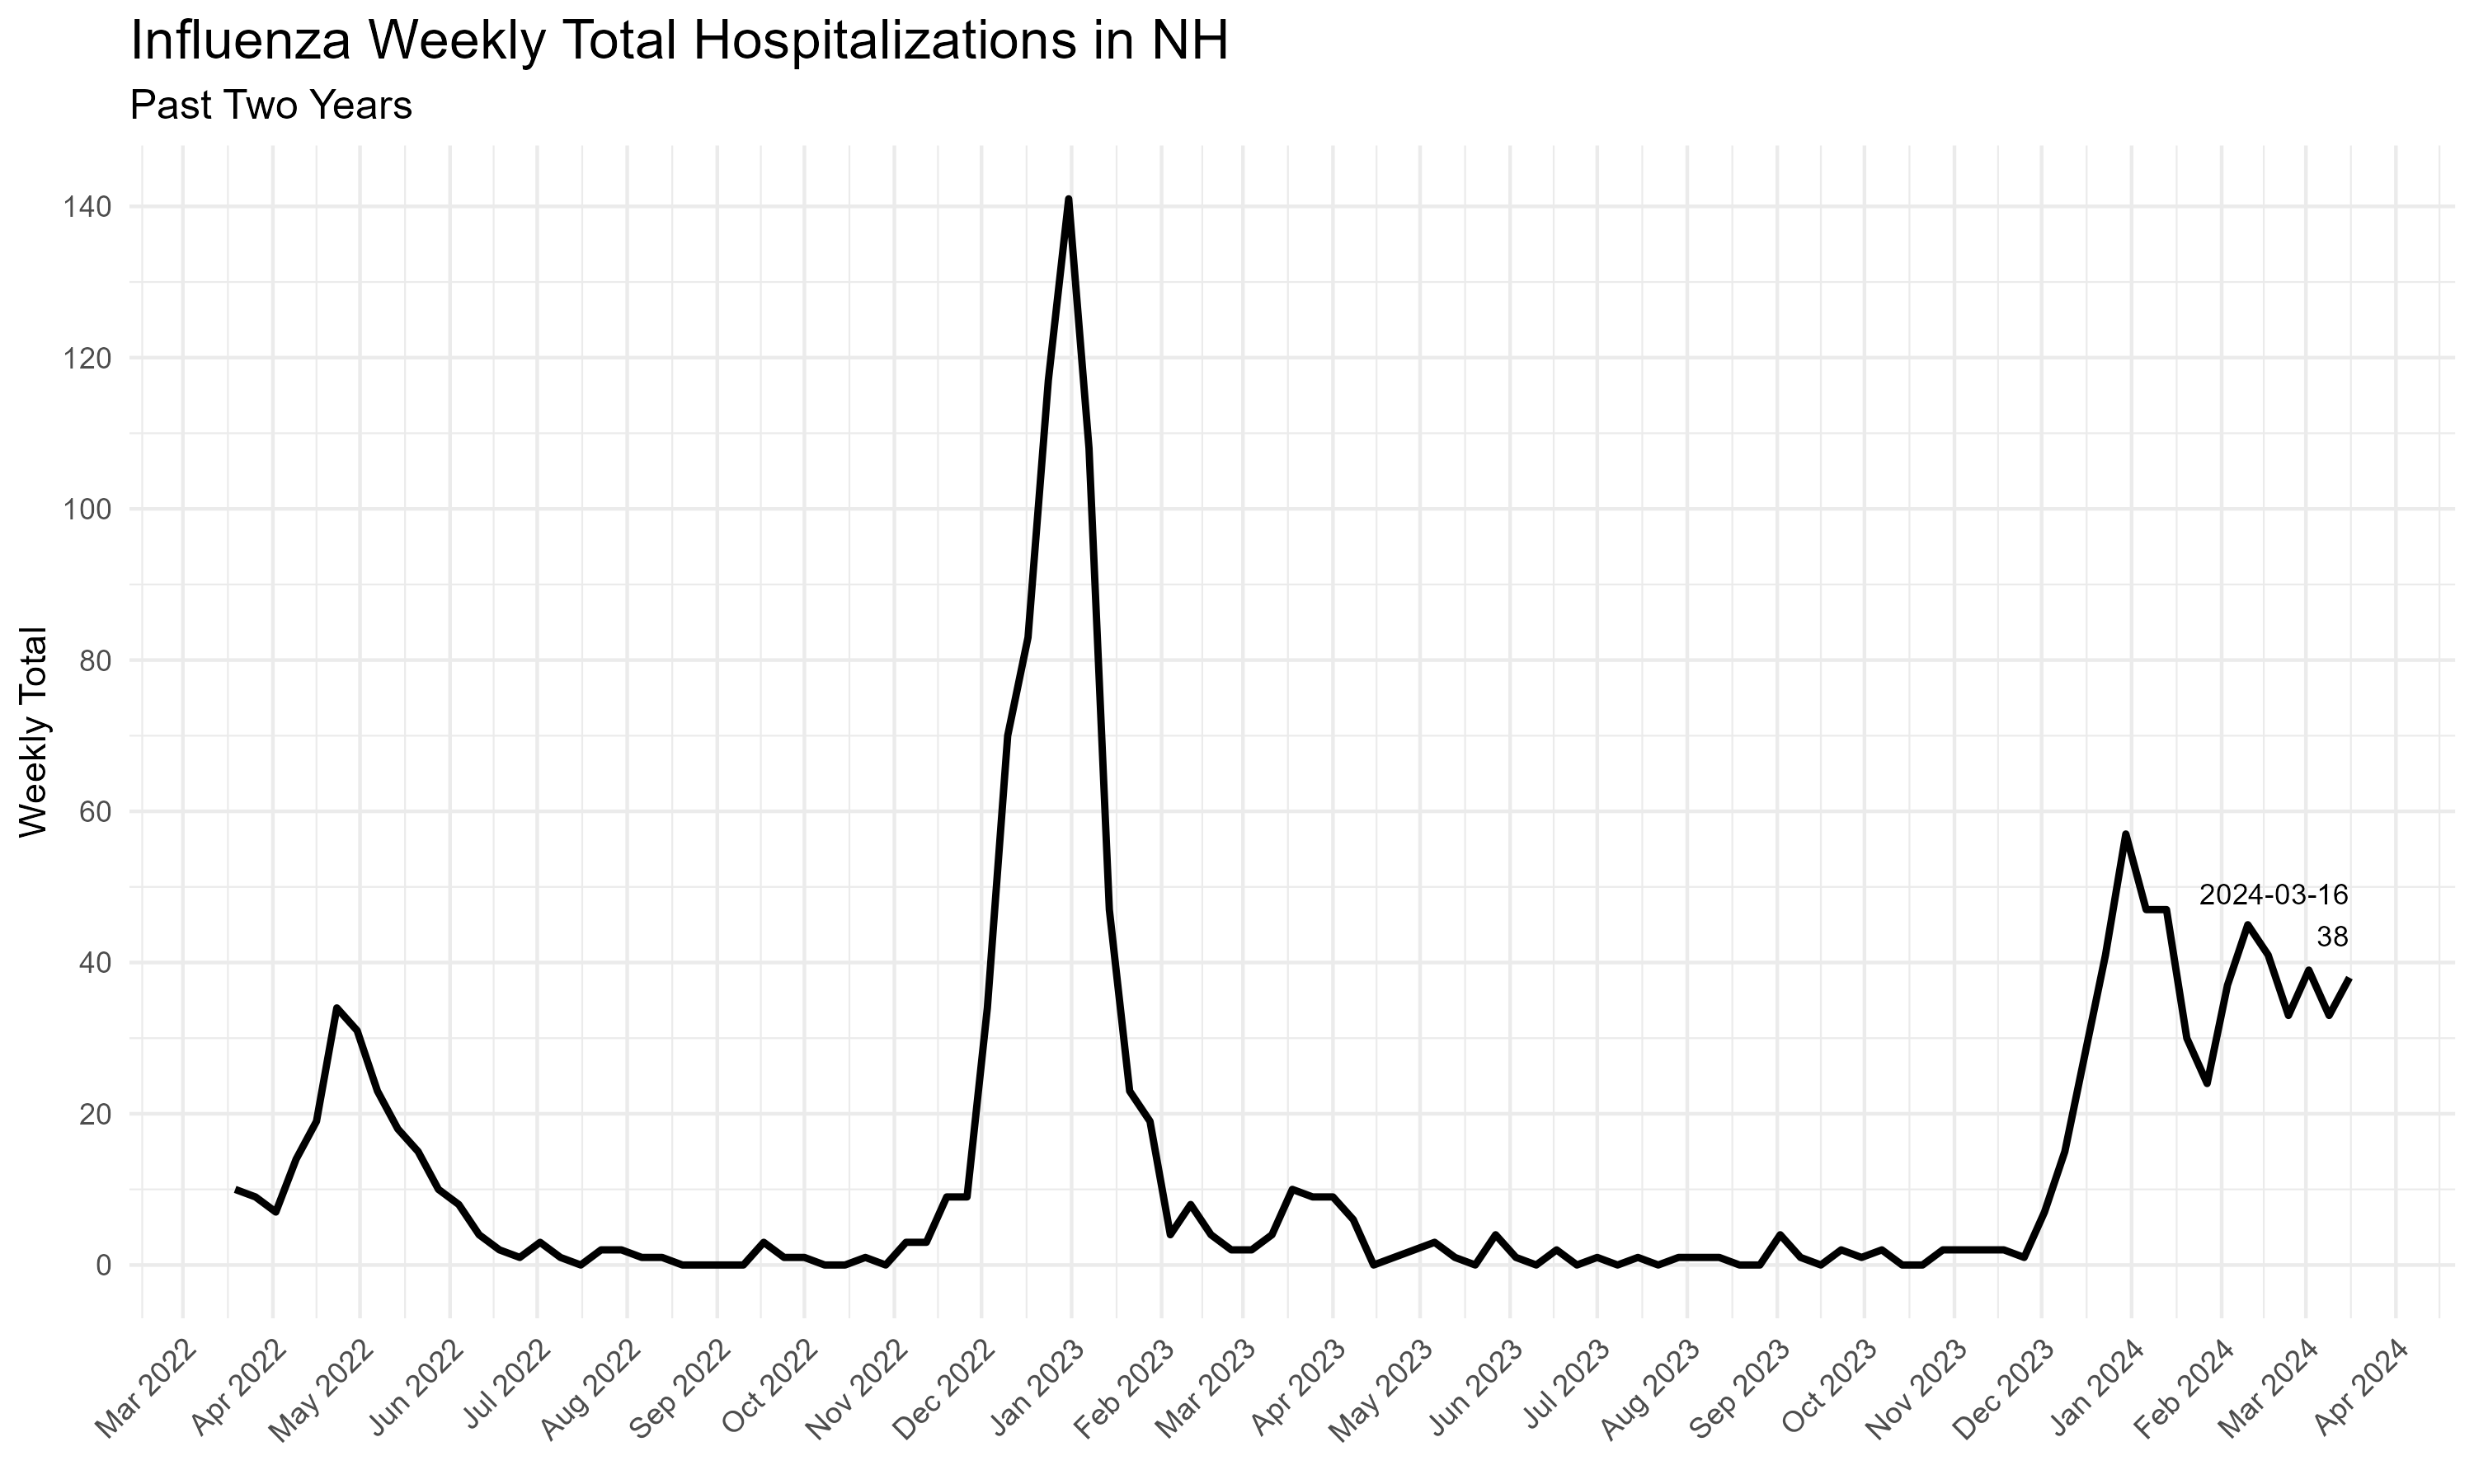 Influenza Weekly Total Hospitalizations in NH
Past Two Years
Weekly Total
140
120
100
80
60
40
20
0
2024-03-16
38
Mar 2022
Apr 2022
May 2022
Jun 2022
Jul 2022
Aug 2022
Sep 2022
Oct 2022
Nov 2022
Dec 2022
Jan 2023
Feb 2023
Mar 2023
Apr 2023
May 2023
Jun 2023
Jul 2023
Aug 2023
Sep 2023
Oct 2023
Nov 2023
Dec 2023
Jan 2024
Feb 2024
Mar 2024
Apr 2024